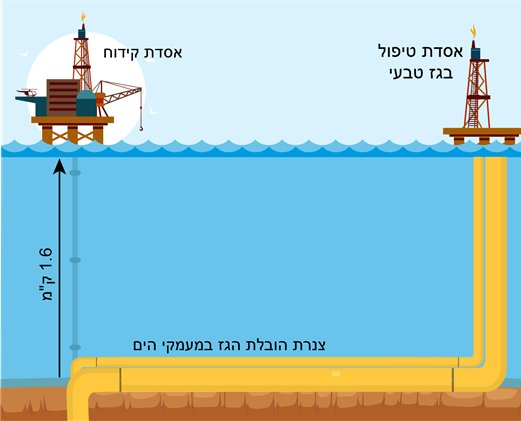 אסדת קידוח
אסדת טיפול
בגז טבעי
1.6 ק"מ
צנרת הובלת הגז במעמקי הים